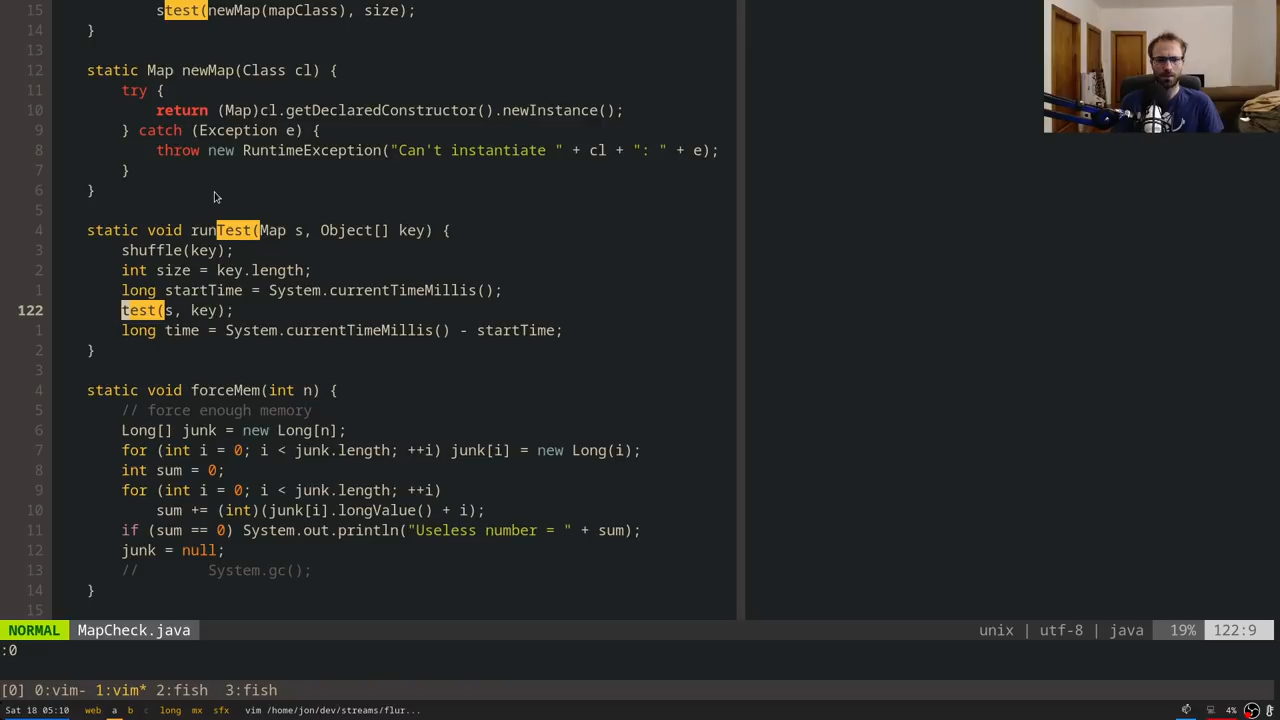 15 stest(newMap(mapClass), size);
14 }
13
12 static Map newMap(Class cl) {
11 try {
10 return (Map)cl.getDeclaredConstructor().newInstance();
9 } catch (Exception e) {
8 throw new RuntimeException("Can't instantiate " + cl + ": " + e);
7 }
6 }
5
4 static void runTest(Map s, Object[] key) {
3 shuffle(key);
2 int size = key.length;
1 long startTime = System.currentTimeMillis();
122 test(s, key);
1 long time = System.currentTimeMillis() - startTime;
2 }
3
4 static void forceMem(int n) {
5 // force enough memory
6 Long[] junk = new Long[n];
7 for (int i = 0; i < junk.length; ++i) junk[i] = new Long(i);
8 int sum = 0;
9 for (int i = 0; i < junk.length; ++i)
10 sum += (int)(junk[i].longValue() + i);
11 if (sum == 0) System.out.println("Useless number = " + sum);
12 junk = null;
13 // System.gc();
14 }
15
NORMAL MapCheck.java unix | utf-8 | java 19% 122:9
:0
[0] 0:vim- 1:vim* 2:fish 3:fish
Sat 18 05:10 web a b c long mx sfx vim /home/jon/dev/streams/flur... 4%